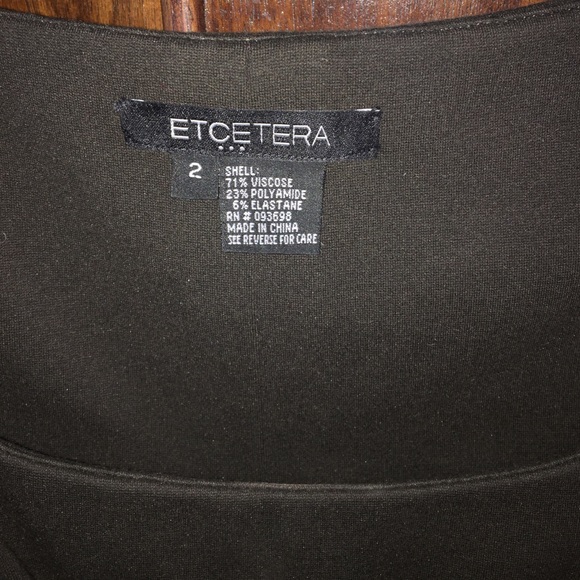 ETCETERA
2
SHELL:
71% VISCOSE
23% POLYAMIDE
6% ELASTANE
RN # 093698
MADE IN CHINA
SEE REVERSE FOR CARE